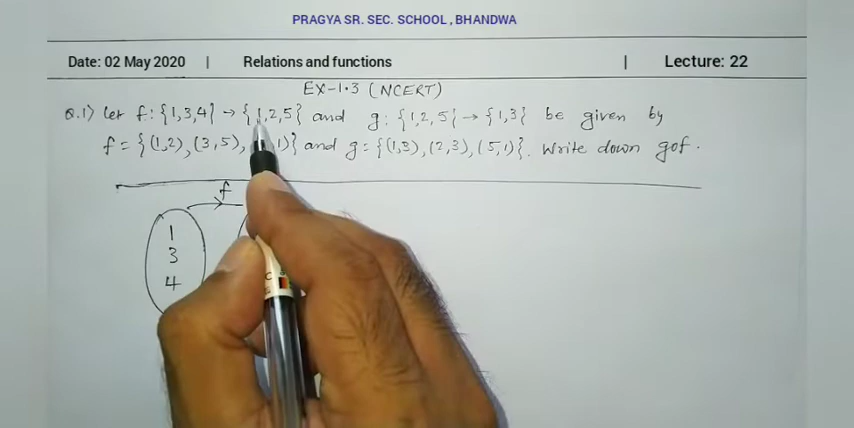 PRAGYA SR. SEC. SCHOOL , BHANDWA
Date: 02 May 2020 | Relations and functions | Lecture: 22
EX-1.3 (NCERT)
Q.1) Let f: {1,3,4} → {1,2,5} and g: {1,2,5} → {1,3} be given by
f = {(1,2), (3,5), 1)} and g = {(1,3), (2,3), (5,1)}. Write down gof.
f
1
3
4